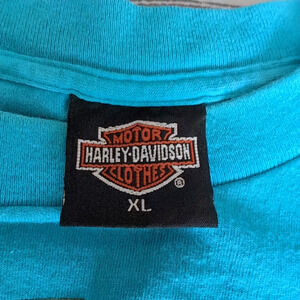 MOTOR
HARLEY-DAVIDSON
CLOTHES
®
XL